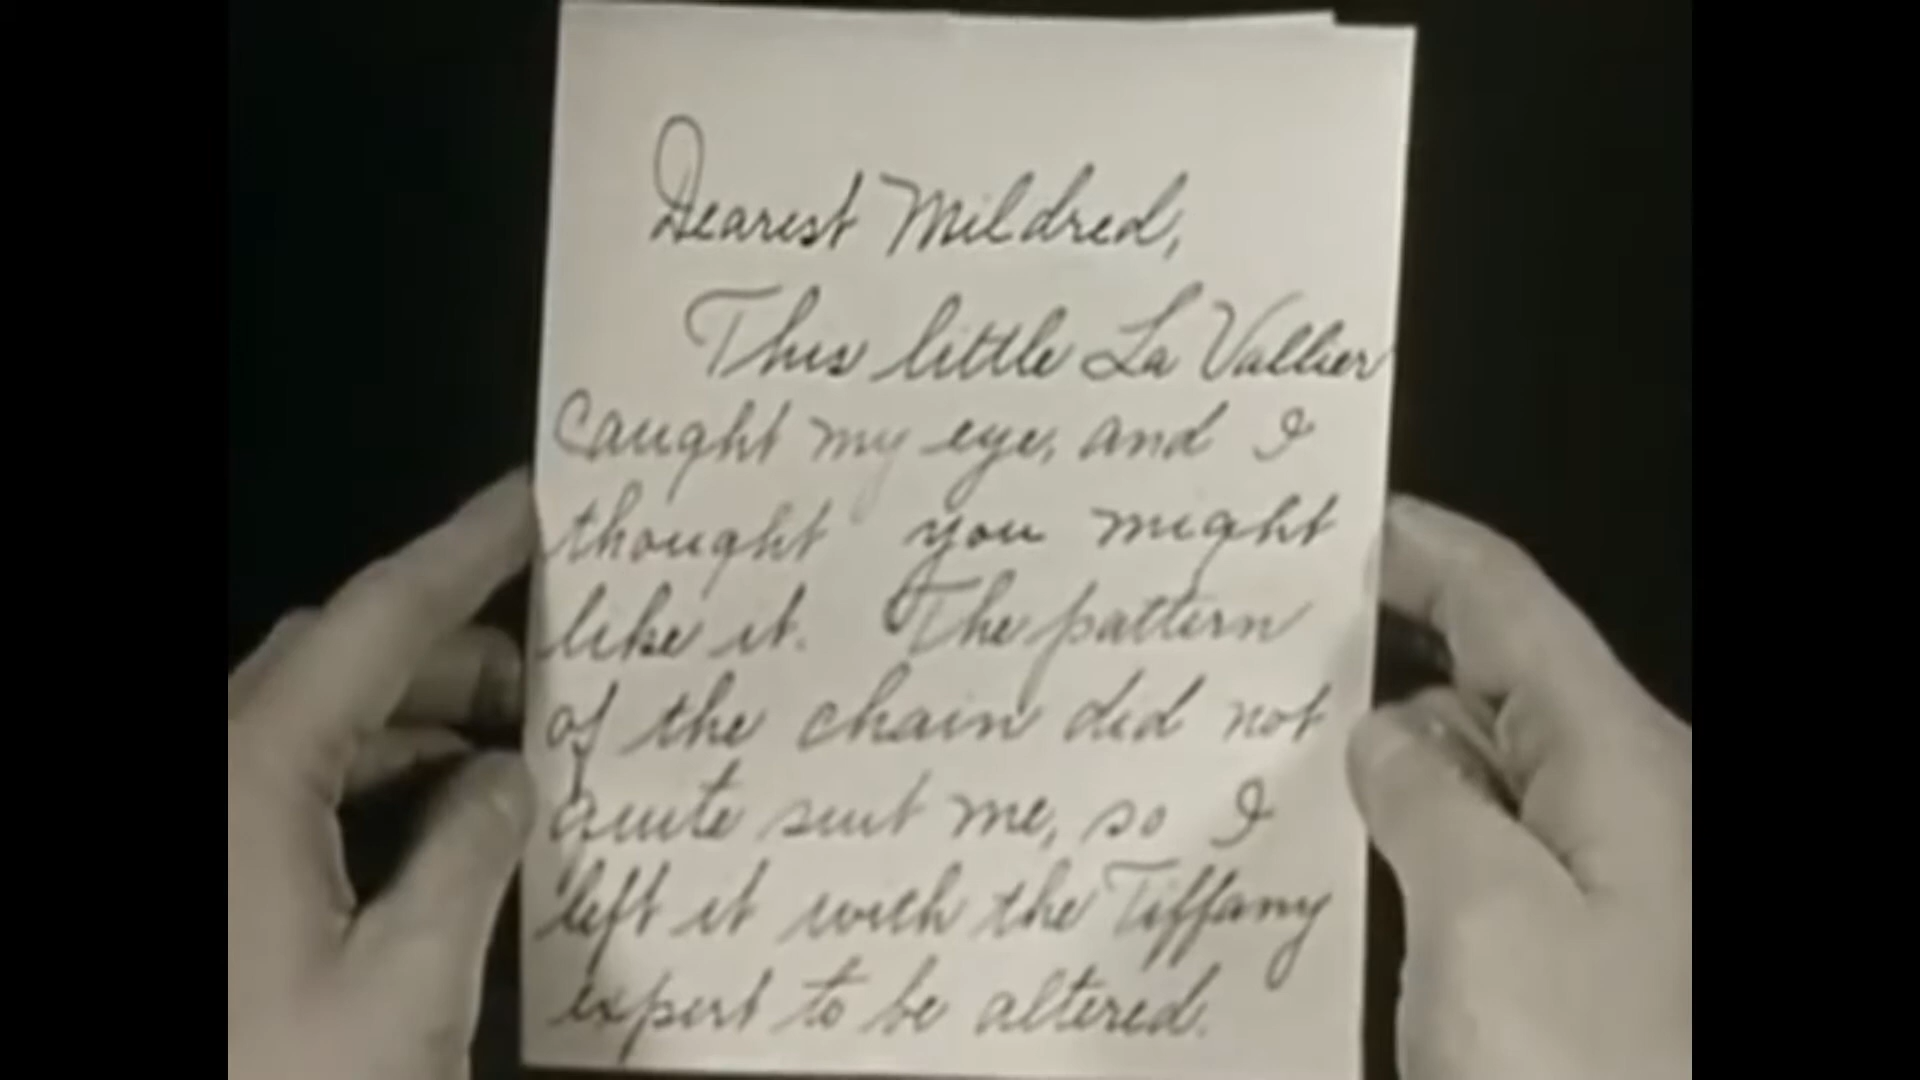 Dearest Mildred,
This little La Vallier
caught my eye, and I
thought you might
like it. The pattern
of the chain did not
quite suit me, so I
left it with the Tiffany
expert to be altered.